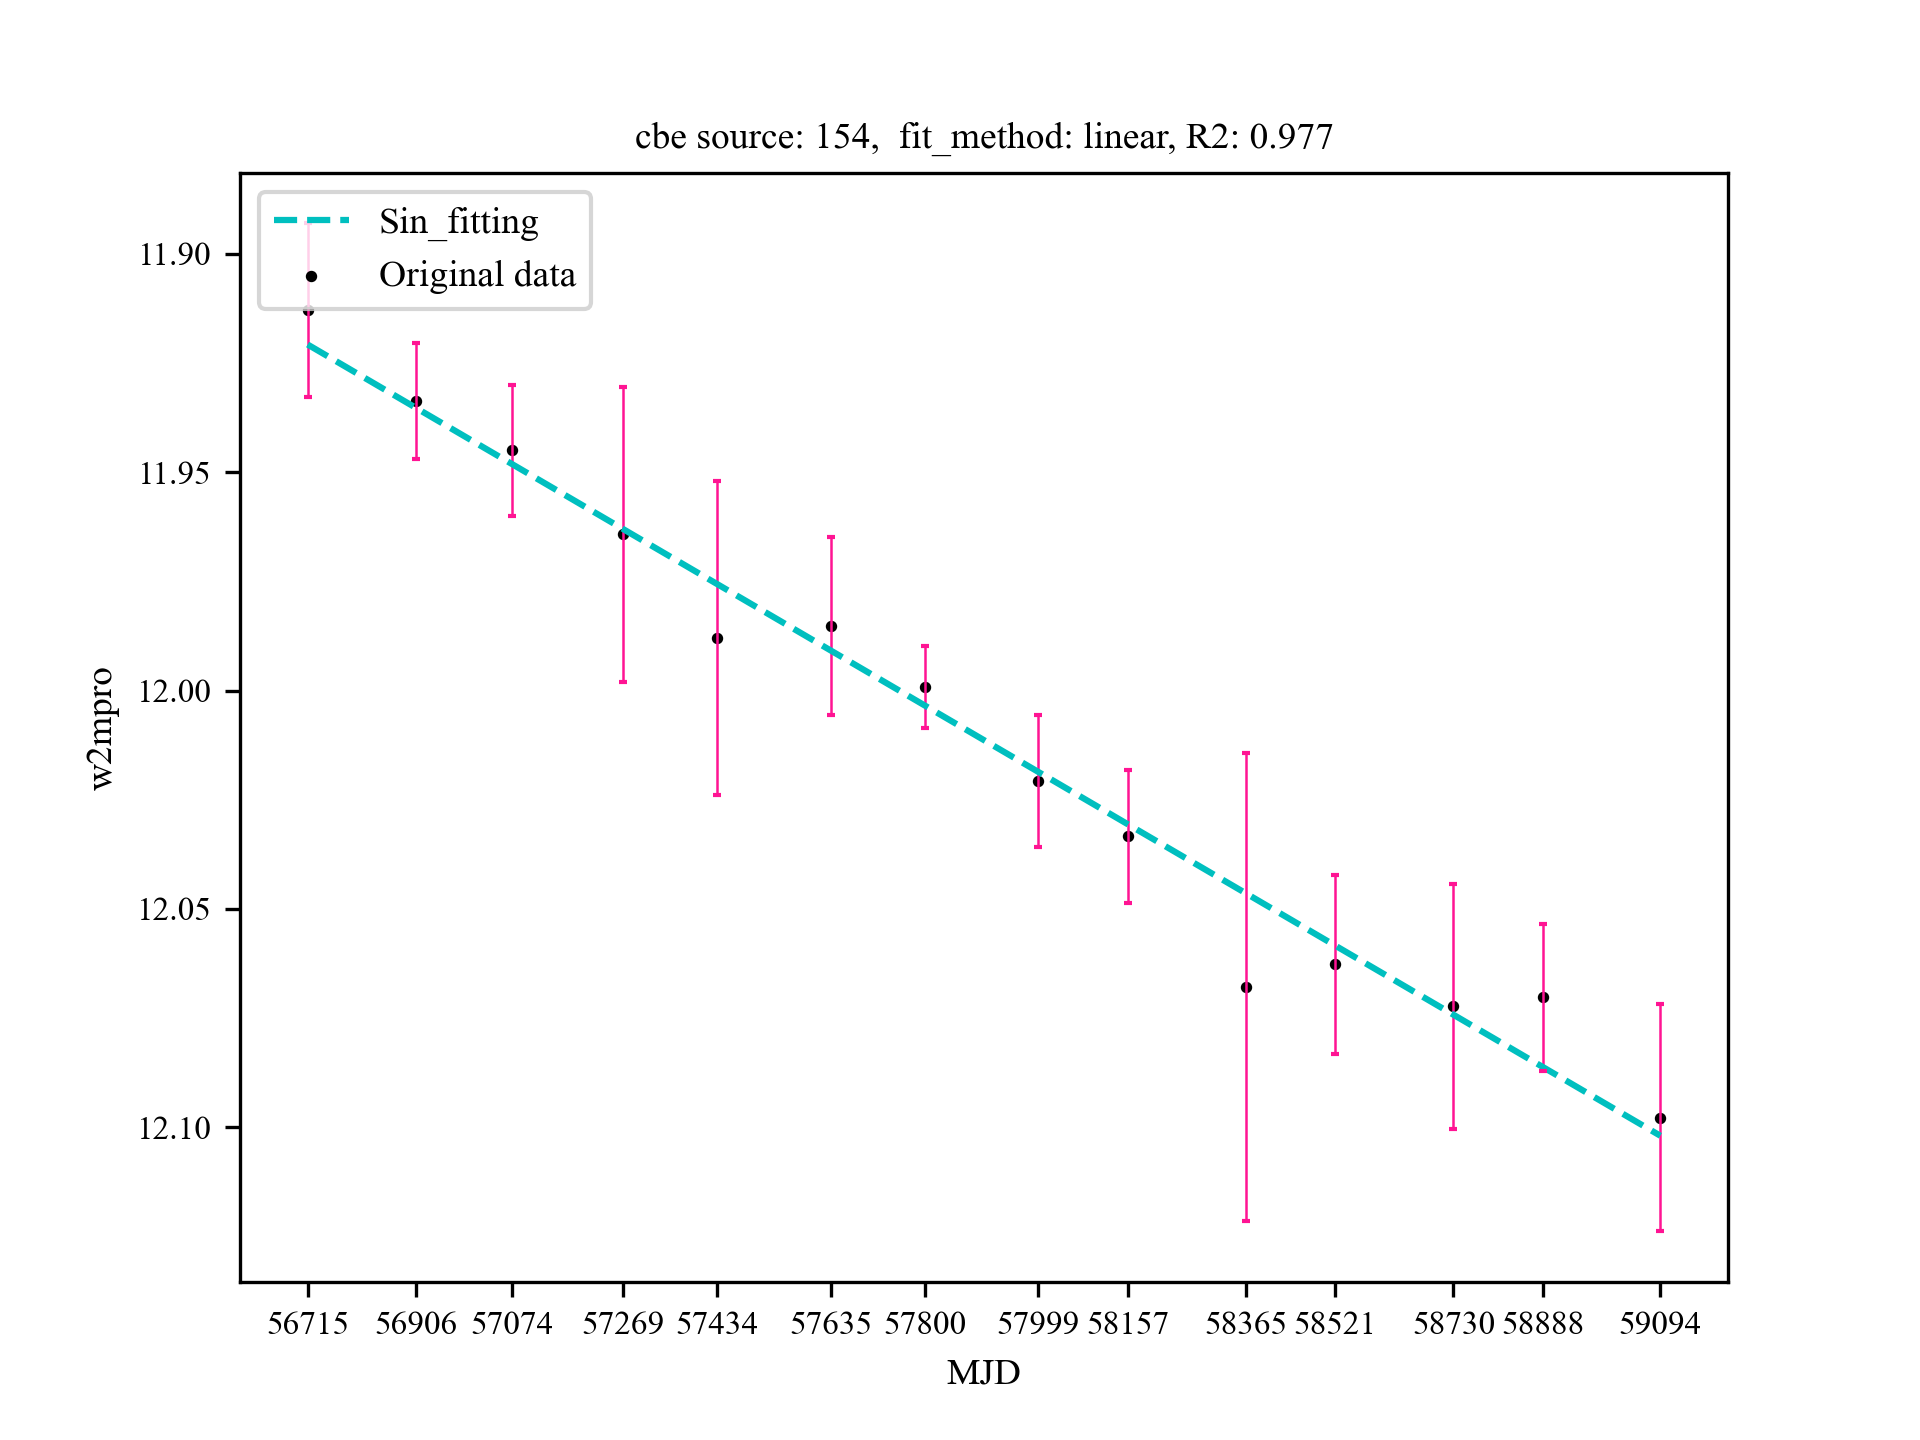 cbe source: 154,  fit_method: linear, R2: 0.977
Sin_fitting
Original data
11.90
11.95
12.00
12.05
12.10
w2mpro
56715 56906 57074 57269 57434 57635 57800 57999 58157 58365 58521 58730 58888 59094
MJD